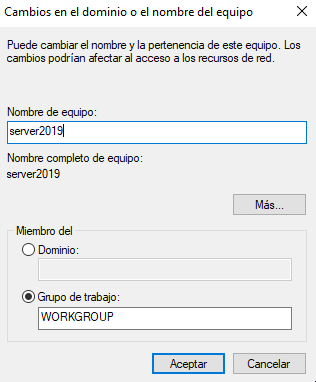 Cambios en el dominio o el nombre del equipo
Puede cambiar el nombre y la pertenencia de este equipo. Los
cambios podrían afectar al acceso a los recursos de red.
Nombre de equipo:
server2019
Nombre completo de equipo:
server2019
Más...
Miembro del
Dominio:
Grupo de trabajo:
WORKGROUP
Aceptar
Cancelar